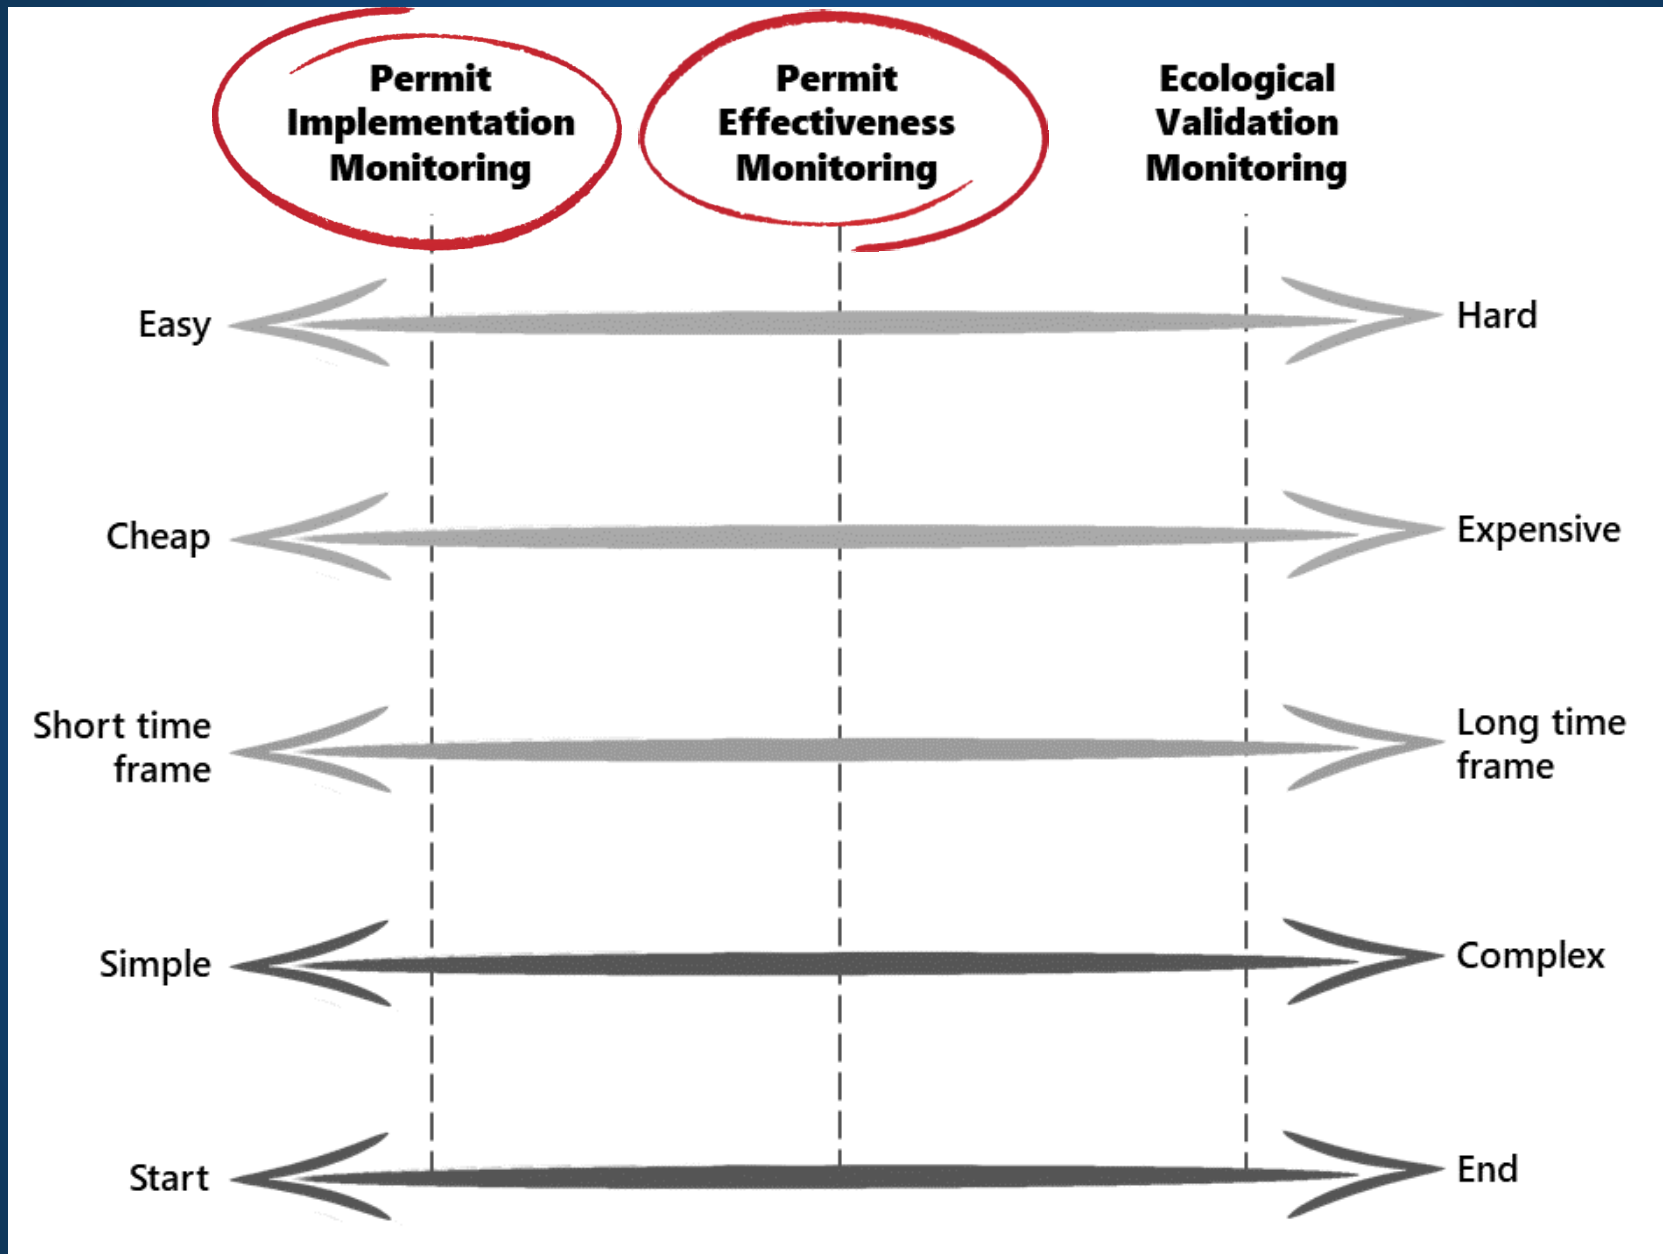 Permit
Implementation
Monitoring
Permit
Effectiveness
Monitoring
Ecological
Validation
Monitoring
Easy
Hard
Cheap
Expensive
Short time
frame
Long time
frame
Simple
Complex
Start
End